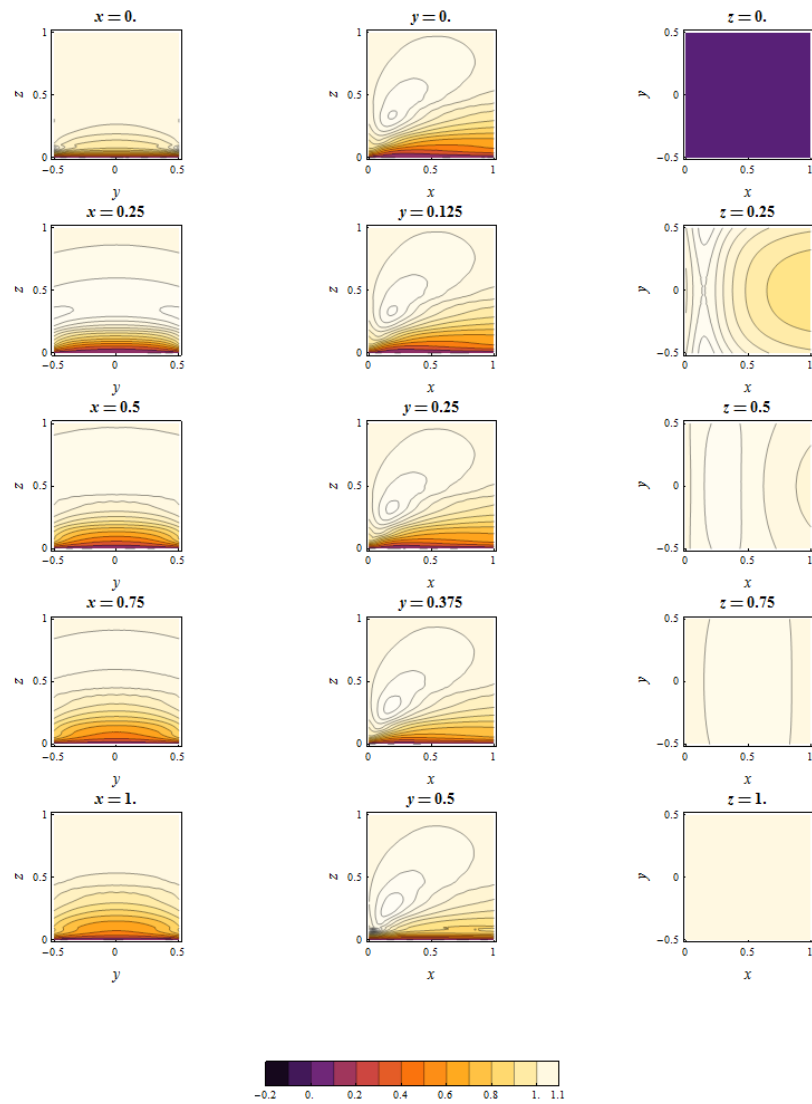 x = 0. y = 0. z = 0.
1 1 0.5
z 0.5 z 0.5 y 0
0 0 −0.5
−0.5 0 0.5 0 0.5 1 0 0.5 1
y x x
x = 0.25 y = 0.125 z = 0.25
1 1 0.5
z 0.5 z 0.5 y 0
0 0 −0.5
−0.5 0 0.5 0 0.5 1 0 0.5 1
y x x
x = 0.5 y = 0.25 z = 0.5
1 1 0.5
z 0.5 z 0.5 y 0
0 0 −0.5
−0.5 0 0.5 0 0.5 1 0 0.5 1
y x x
x = 0.75 y = 0.375 z = 0.75
1 1 0.5
z 0.5 z 0.5 y 0
0 0 −0.5
−0.5 0 0.5 0 0.5 1 0 0.5 1
y x x
x = 1. y = 0.5 z = 1.
1 1 0.5
z 0.5 z 0.5 y 0
0 0 −0.5
−0.5 0 0.5 0 0.5 1 0 0.5 1
y x x
−0.2 0. 0.2 0.4 0.6 0.8 1. 1.1